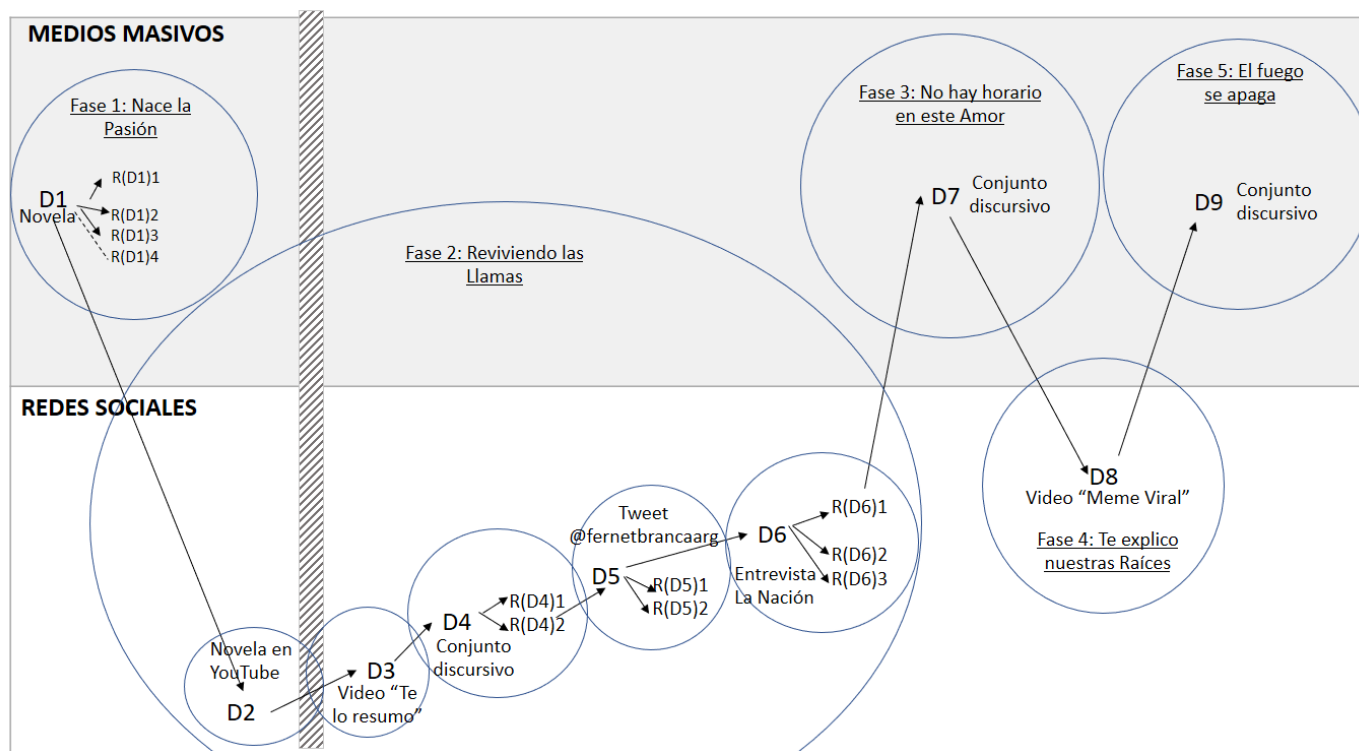 MEDIOS MASIVOS
Fase 1: Nace la
Pasión
D1
Novela
R(D1)1
R(D1)2
R(D1)3
R(D1)4
Fase 2: Reviviendo las
Llamas
Fase 3: No hay horario
en este Amor
D7
Conjunto
discursivo
Fase 5: El fuego
se apaga
D9
Conjunto
discursivo
REDES SOCIALES
Novela en
YouTube
D2
D3
Video “Te
lo resumo”
D4
Conjunto
discursivo
R(D4)1
R(D4)2
Tweet
@fernetbrancaarg
D5
R(D5)1
R(D5)2
D6
Entrevista
La Nación
R(D6)1
R(D6)2
R(D6)3
D8
Video “Meme Viral”
Fase 4: Te explico
nuestras Raíces